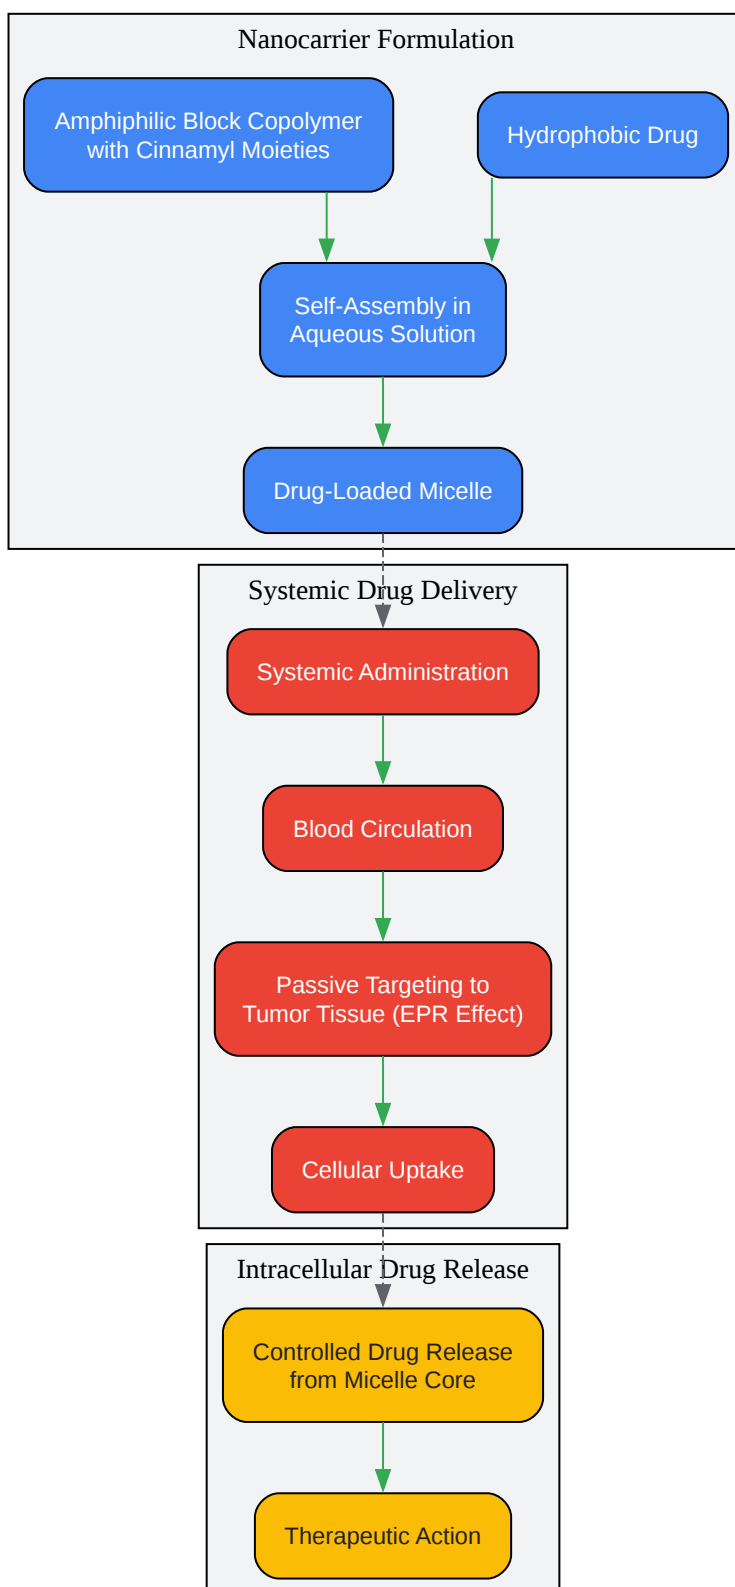 Nanocarrier Formulation
Amphiphilic Block Copolymer
with Cinnamyl Moieties
Hydrophobic Drug
Self-Assembly in
Aqueous Solution
Drug-Loaded Micelle
Systemic Drug Delivery
Systemic Administration
Blood Circulation
Passive Targeting to
Tumor Tissue (EPR Effect)
Cellular Uptake
Intracellular Drug Release
Controlled Drug Release
from Micelle Core
Therapeutic Action